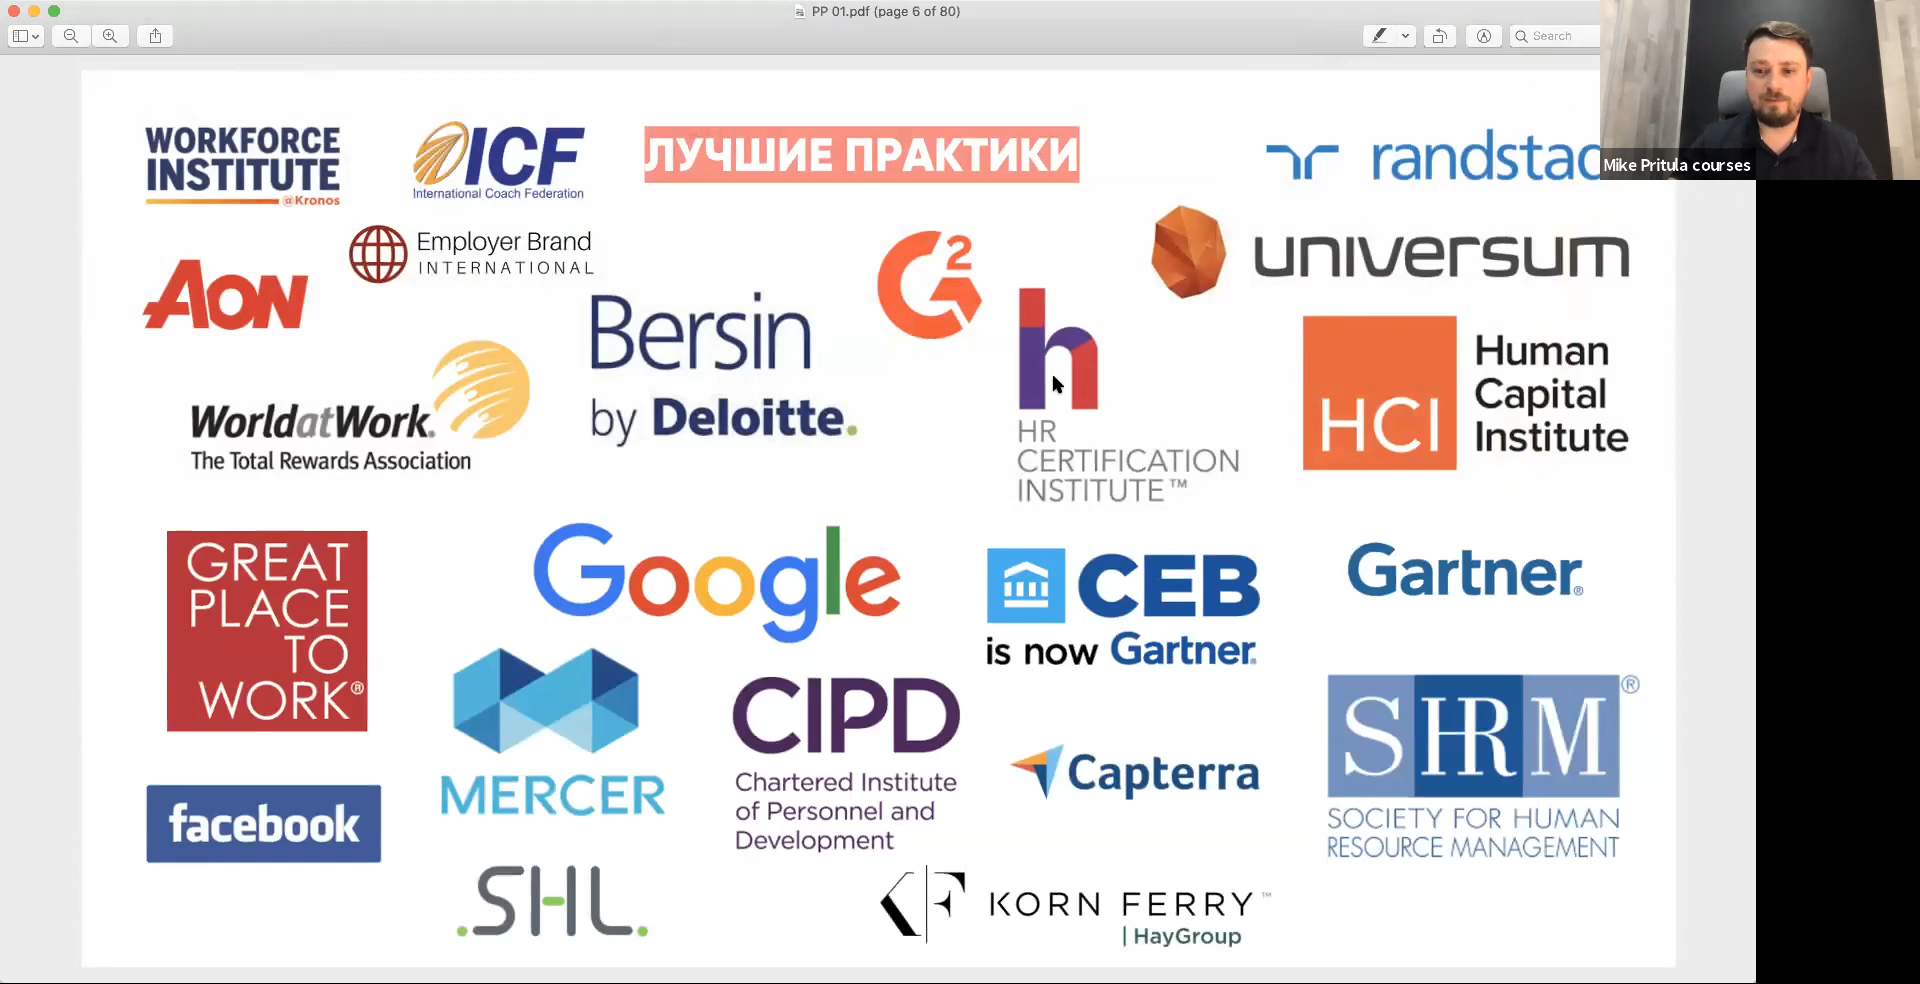 PP 01.pdf (page 6 of 80)
Search
Mike Pritula courses
WORKFORCE
INSTITUTE
@Kronos
ICF
International Coach Federation
ЛУЧШИЕ ПРАКТИКИ
randstad
AON
Employer Brand
INTERNATIONAL
G2
universum
WorldatWork.
The Total Rewards Association
Bersin
by Deloitte.
h
HR
CERTIFICATION
INSTITUTE™
HCI
Human
Capital
Institute
GREAT
PLACE
TO
WORK®
Google
CEB
is now Gartner®
Gartner®
MERCER
CIPD
Chartered Institute
of Personnel and
Development
Capterra
SHRM®
SOCIETY FOR HUMAN
RESOURCE MANAGEMENT
facebook
.SHL.
KF KORN FERRY™
| HayGroup